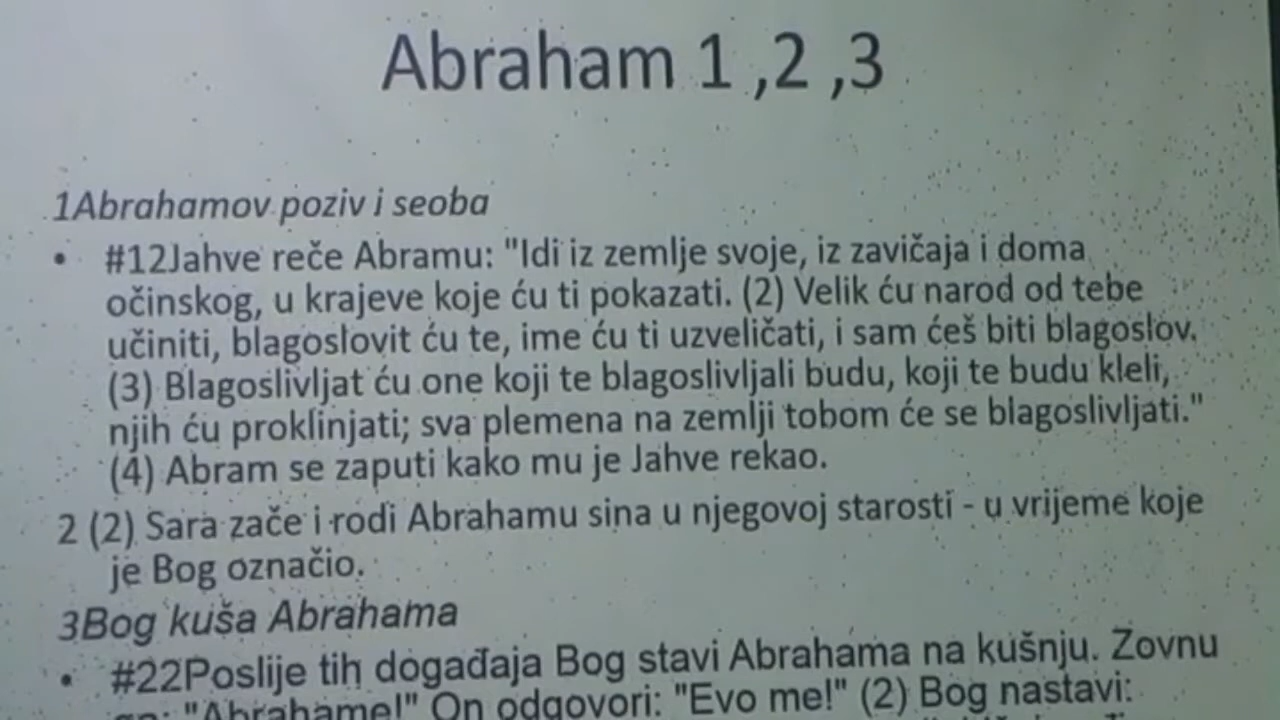 Abraham 1 ,2 ,3
1Abrahamov poziv i seoba
• #12Jahve reče Abramu: "Idi iz zemlje svoje, iz zavičaja i doma
očinskog, u krajeve koje ću ti pokazati. (2) Velik ću narod od tebe
učiniti, blagoslovit ću te, ime ću ti uzveličati, i sam ćeš biti blagoslov.
(3) Blagoslivljat ću one koji te blagoslivljali budu, koji te budu kleli,
njih ću proklinjati; sva plemena na zemlji tobom će se blagoslivljati."
(4) Abram se zaputi kako mu je Jahve rekao.
2 (2) Sara zače i rodi Abrahamu sina u njegovoj starosti - u vrijeme koje
je Bog označio.
3Bog kuša Abrahama
• #22Poslije tih događaja Bog stavi Abrahama na kušnju. Zovnu
"Abrahame!" On odgovori: "Evo me!" (2) Bog nastavi: